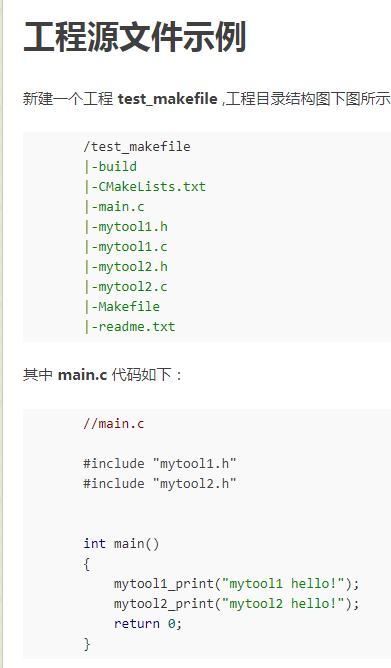 工程源文件示例
新建一个工程 test_makefile ,工程目录结构图下图所示
/test_makefile
|-build
|-CMakeLists.txt
|-main.c
|-mytool1.h
|-mytool1.c
|-mytool2.h
|-mytool2.c
|-Makefile
|-readme.txt
其中 main.c 代码如下：
//main.c
#include "mytool1.h"
#include "mytool2.h"
int main()
{
mytool1_print("mytool1 hello!");
mytool2_print("mytool2 hello!");
return 0;
}